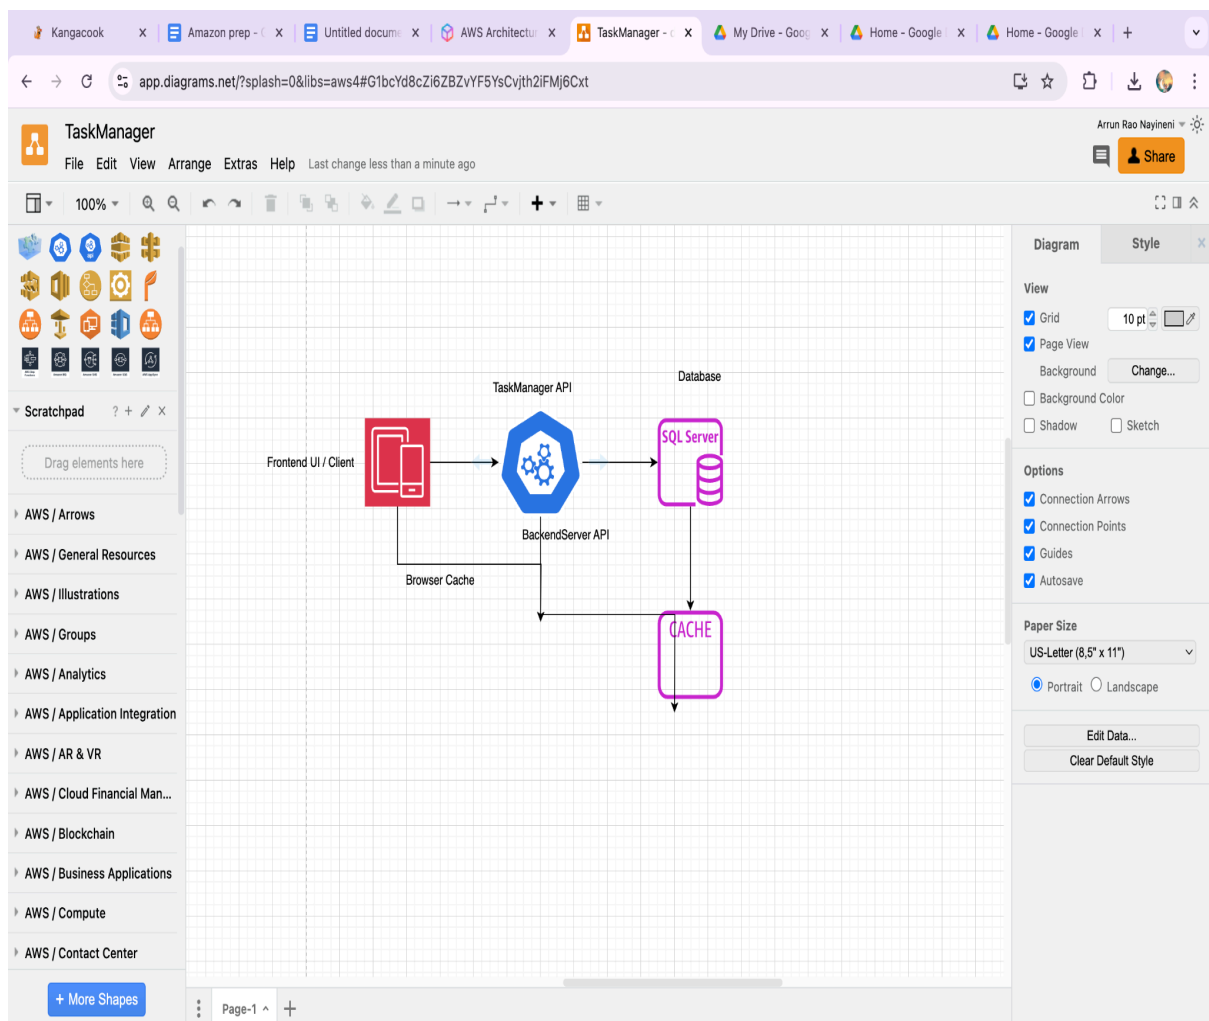 Kangacook
Amazon prep - G
Untitled docume
AWS Architectur
TaskManager - d
My Drive - Goog
Home - Google
Home - Google
app.diagrams.net/?splash=0&libs=aws4#G1bcYd8cZi6ZBZvYF5YsCvjth2iFMj6Cxt
TaskManager
Arrun Rao Nayineni
File Edit View Arrange Extras Help Last change less than a minute ago
Share
100%
Scratchpad
Drag elements here
AWS / Arrows
AWS / General Resources
AWS / Illustrations
AWS / Groups
AWS / Analytics
AWS / Application Integration
AWS / AR & VR
AWS / Cloud Financial Man...
AWS / Blockchain
AWS / Business Applications
AWS / Compute
AWS / Contact Center
+ More Shapes
TaskManager API
Database
Frontend UI / Client
SQL Server
BackendServer API
Browser Cache
CACHE
Page-1
Diagram Style
View
Grid 10 pt
Page View
Background Change...
Background Color
Shadow Sketch
Options
Connection Arrows
Connection Points
Guides
Autosave
Paper Size
US-Letter (8,5" x 11")
Portrait Landscape
Edit Data...
Clear Default Style